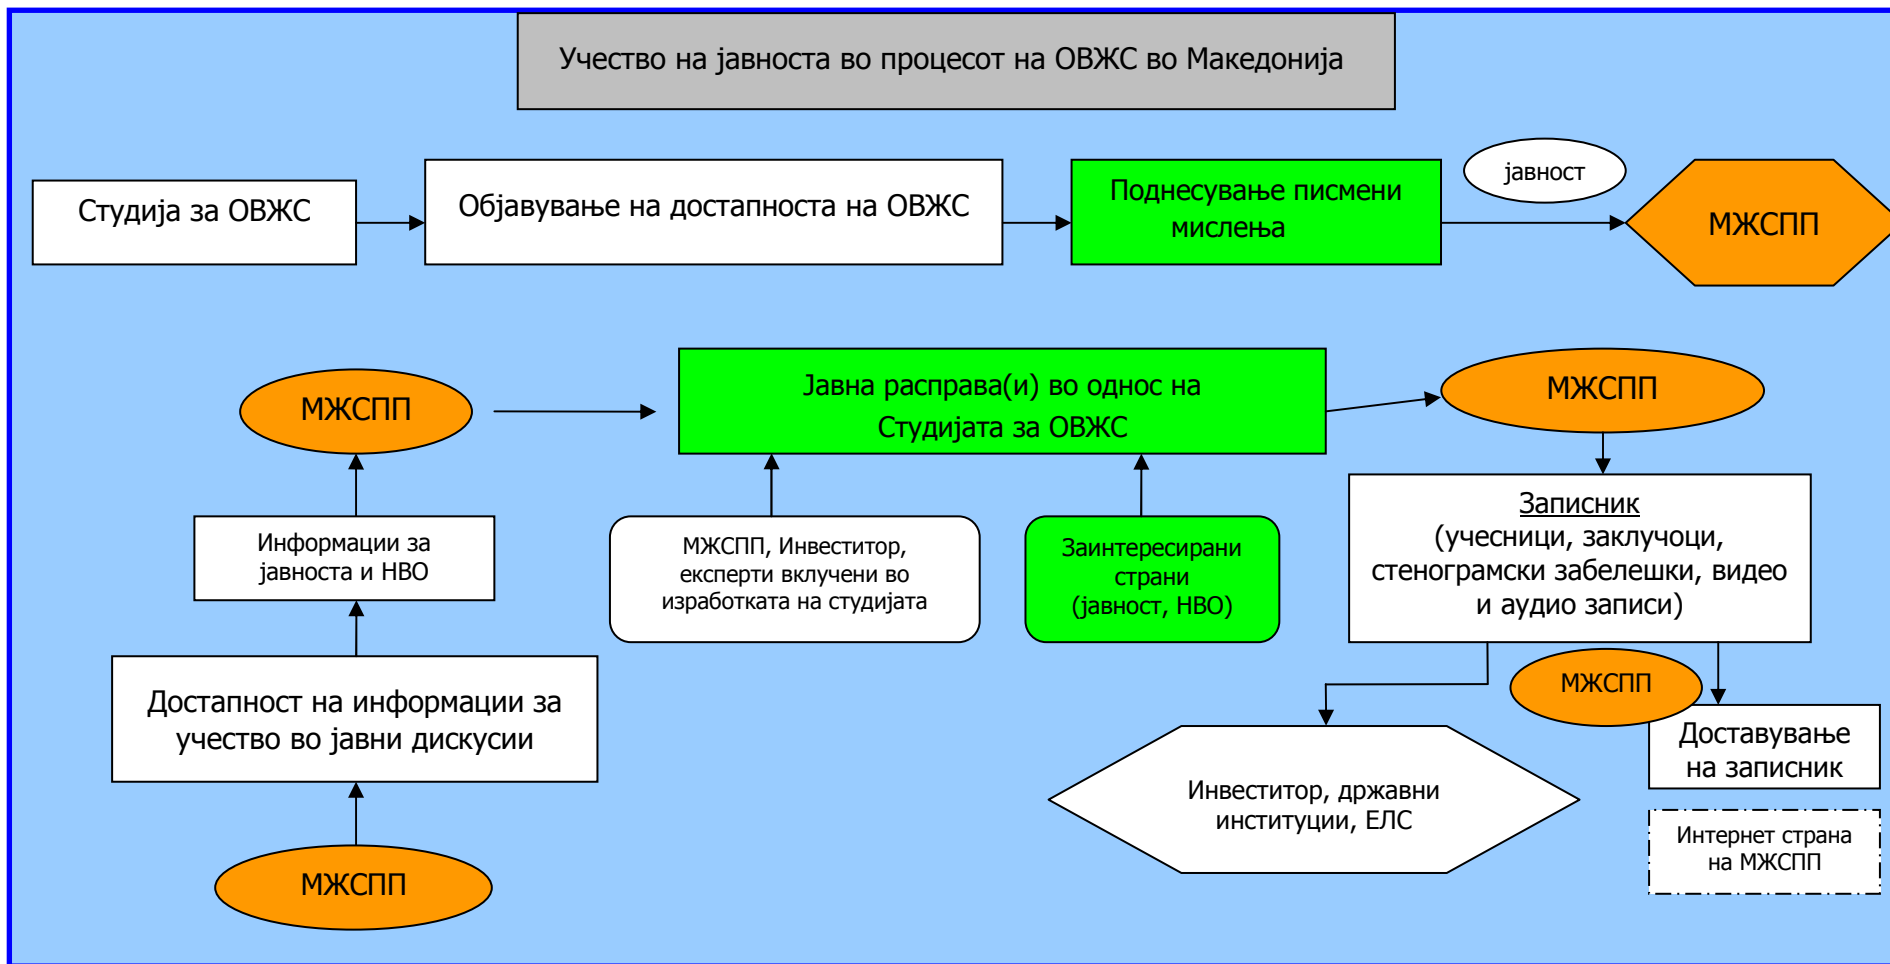 Учество на јавноста во процесот на ОВЖС во Македонија
Студија за ОВЖС
Објавување на достапноста на ОВЖС
Поднесување писмени
мислења
јавност
МЖСПП
МЖСПП
Јавна расправа(и) во однос на
Студијата за ОВЖС
МЖСПП
Информации за
јавноста и НВО
МЖСПП, Инвеститор,
експерти вклучени во
изработката на студијата
Заинтересирани
страни
(јавност, НВО)
Записник
(учесници, заклучоци,
стенограмски забелешки, видео
и аудио записи)
Достапност на информации за
учество во јавни дискусии
МЖСПП
Доставување
на записник
Инвеститор, државни
институции, ЕЛС
Интернет страна
на МЖСПП
МЖСПП